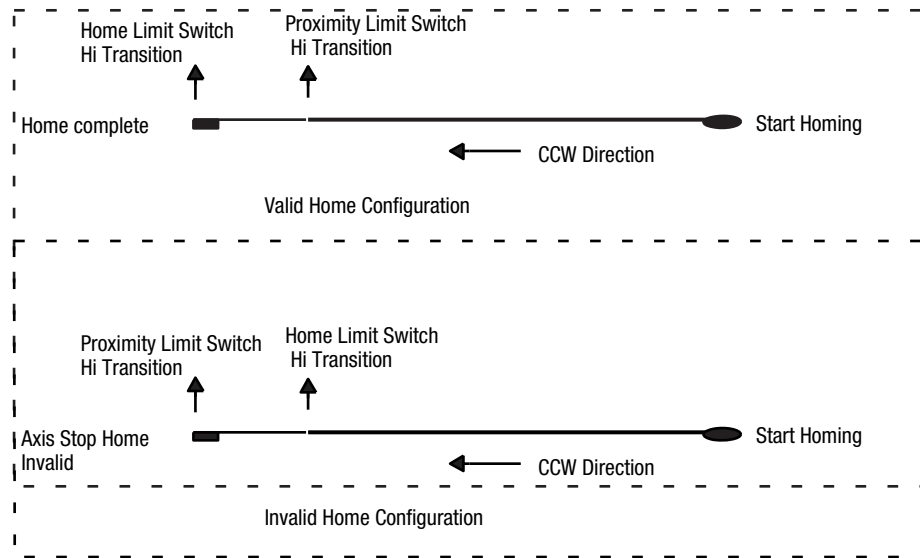 Home Limit Switch
Hi Transition
Proximity Limit Switch
Hi Transition
Home complete
Start Homing
CCW Direction
Valid Home Configuration
Proximity Limit Switch
Hi Transition
Home Limit Switch
Hi Transition
Axis Stop Home
Invalid
Start Homing
CCW Direction
Invalid Home Configuration